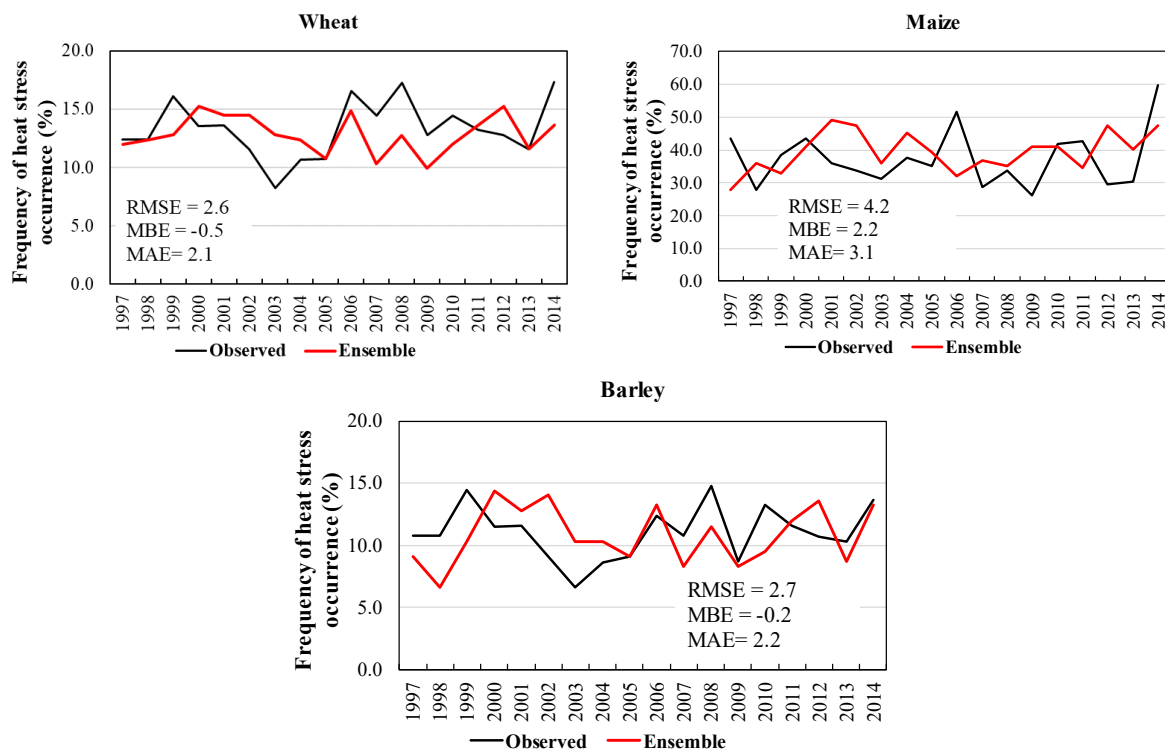 Wheat
Frequency of heat stress
occurrence (%)
20.0
15.0
10.0
5.0
0.0
RMSE = 2.6
MBE = -0.5
MAE= 2.1
1997 1998 1999 2000 2001 2002 2003 2004 2005 2006 2007 2008 2009 2010 2011 2012 2013 2014
Observed Ensemble
Maize
Frequency of heat stress
occurrence (%)
70.0
60.0
50.0
40.0
30.0
20.0
10.0
0.0
RMSE = 4.2
MBE = 2.2
MAE= 3.1
1997 1998 1999 2000 2001 2002 2003 2004 2005 2006 2007 2008 2009 2010 2011 2012 2013 2014
Observed Ensemble
Barley
Frequency of heat stress
occurrence (%)
20.0
15.0
10.0
5.0
0.0
RMSE = 2.7
MBE = -0.2
MAE= 2.2
1997 1998 1999 2000 2001 2002 2003 2004 2005 2006 2007 2008 2009 2010 2011 2012 2013 2014
Observed Ensemble